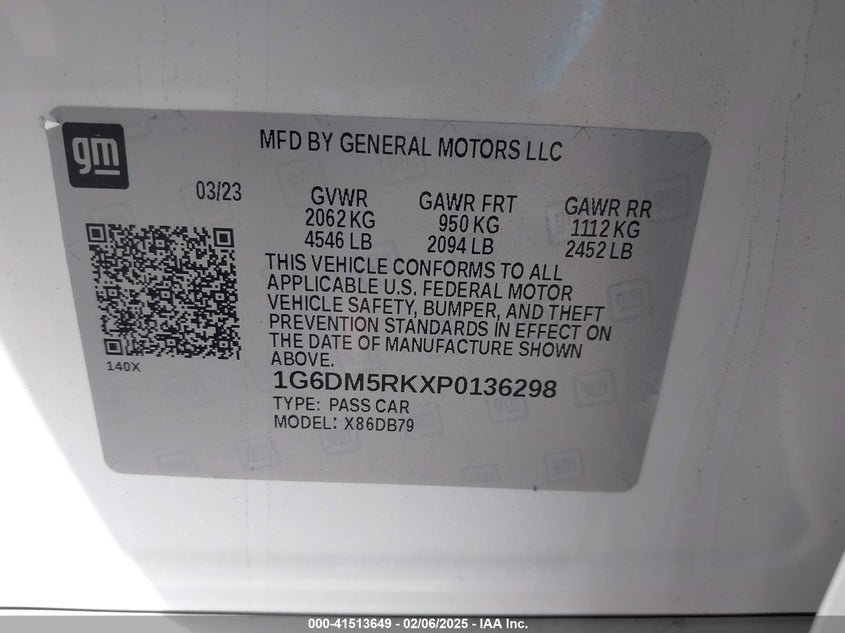 gm
MFD BY GENERAL MOTORS LLC
03/23
GVWR
2062 KG
4546 LB
GAWR FRT
950 KG
2094 LB
GAWR RR
1112 KG
2452 LB
THIS VEHICLE CONFORMS TO ALL
APPLICABLE U.S. FEDERAL MOTOR
VEHICLE SAFETY, BUMPER, AND THEFT
PREVENTION STANDARDS IN EFFECT ON
THE DATE OF MANUFACTURE SHOWN
ABOVE.
140X
1G6DM5RKXP0136298
TYPE: PASS CAR
MODEL: X86DB79
000-41513649 - 02/06/2025 - IAA Inc.